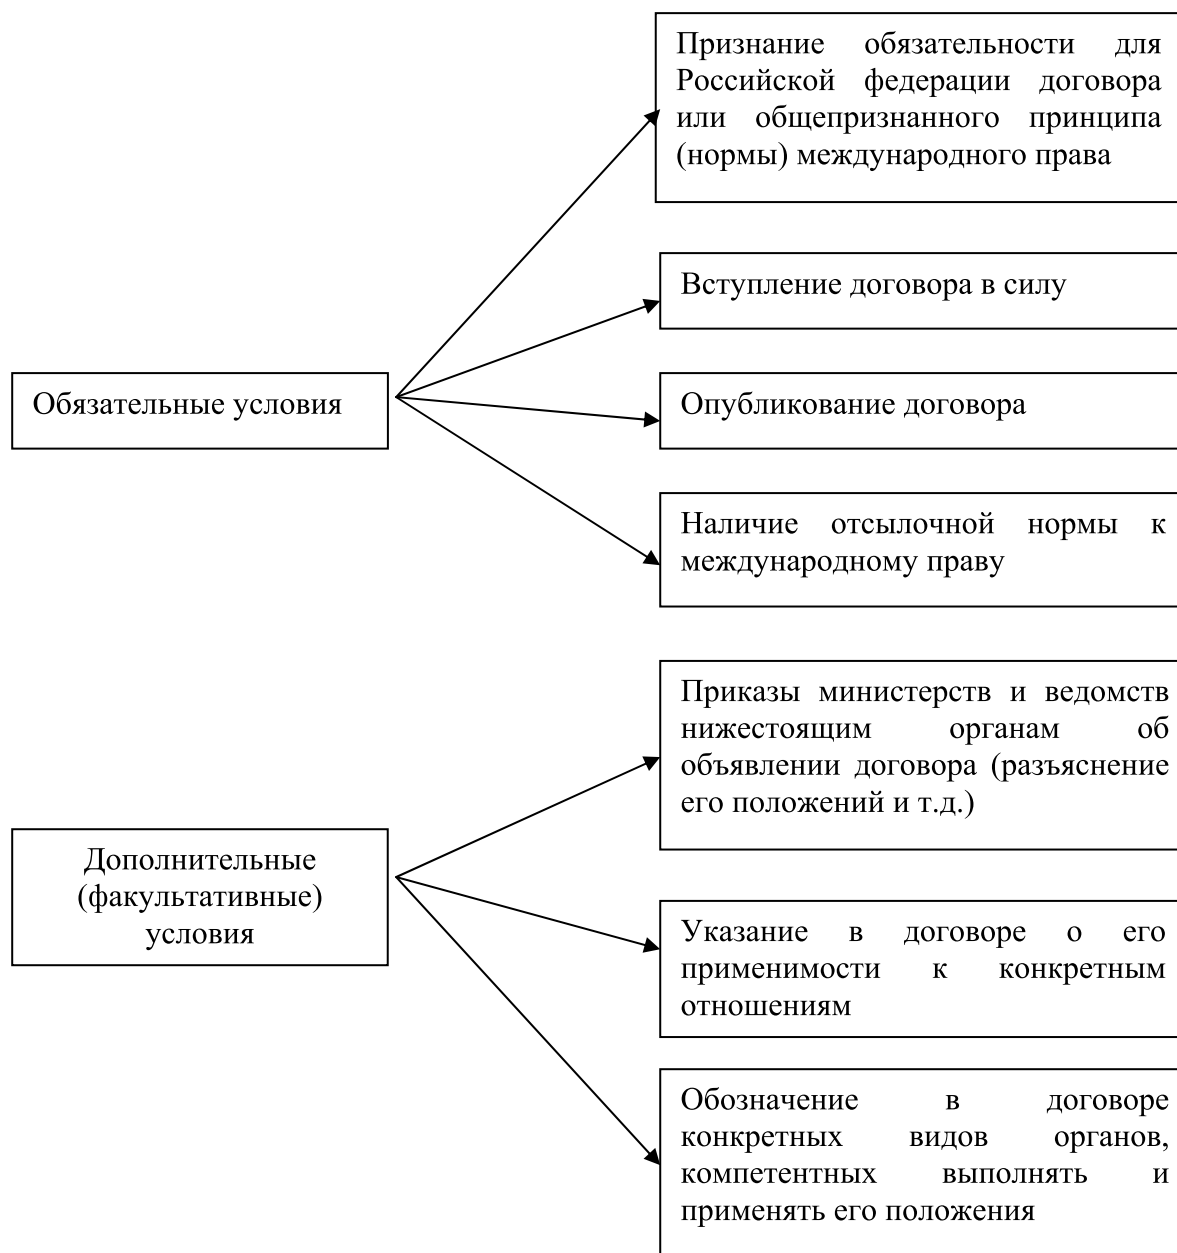 Признание обязательности для
Российской федерации договора
или общепризнанного принципа
(нормы) международного права
Вступление договора в силу
Обязательные условия
Опубликование договора
Наличие отсылочной нормы к
международному праву
Приказы министерств и ведомств
нижестоящим органам об
объявлении договора (разъяснение
его положений и т.д.)
Дополнительные
(факультативные)
условия
Указание в договоре о его
применимости к конкретным
отношениям
Обозначение в договоре
конкретных видов органов,
компетентных выполнять и
применять его положения